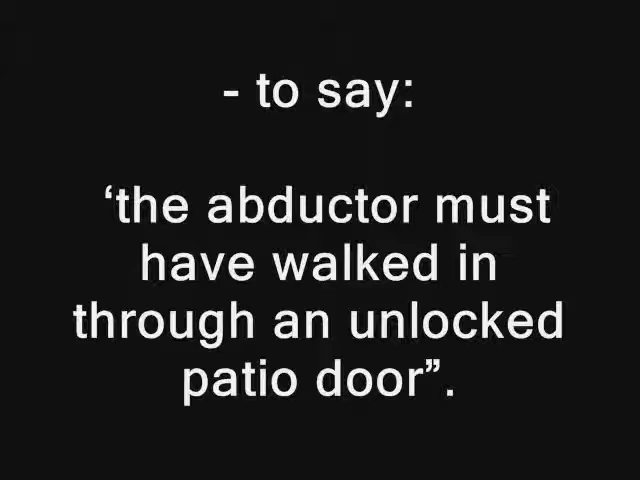 - to say:
‘the abductor must
have walked in
through an unlocked
patio door”.